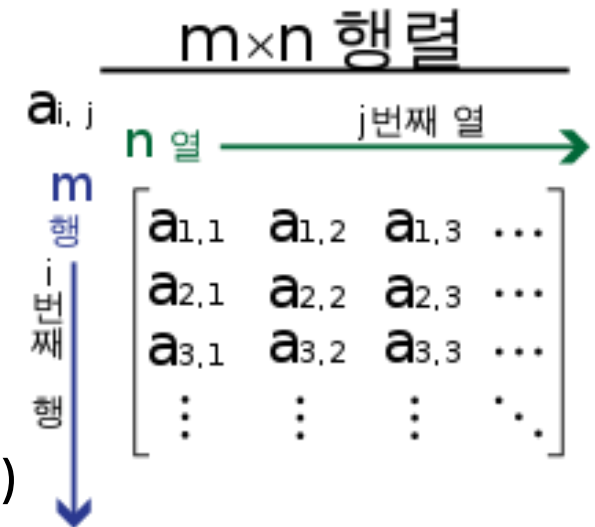 m×n 행렬
a i, j
j번째 열
n 열
m
행
i번째 행
a1,1 a1,2 a1,3 ···
a2,1 a2,2 a2,3 ···
a3,1 a3,2 a3,3 ···
⋮ ⋮ ⋮ ⋱
)